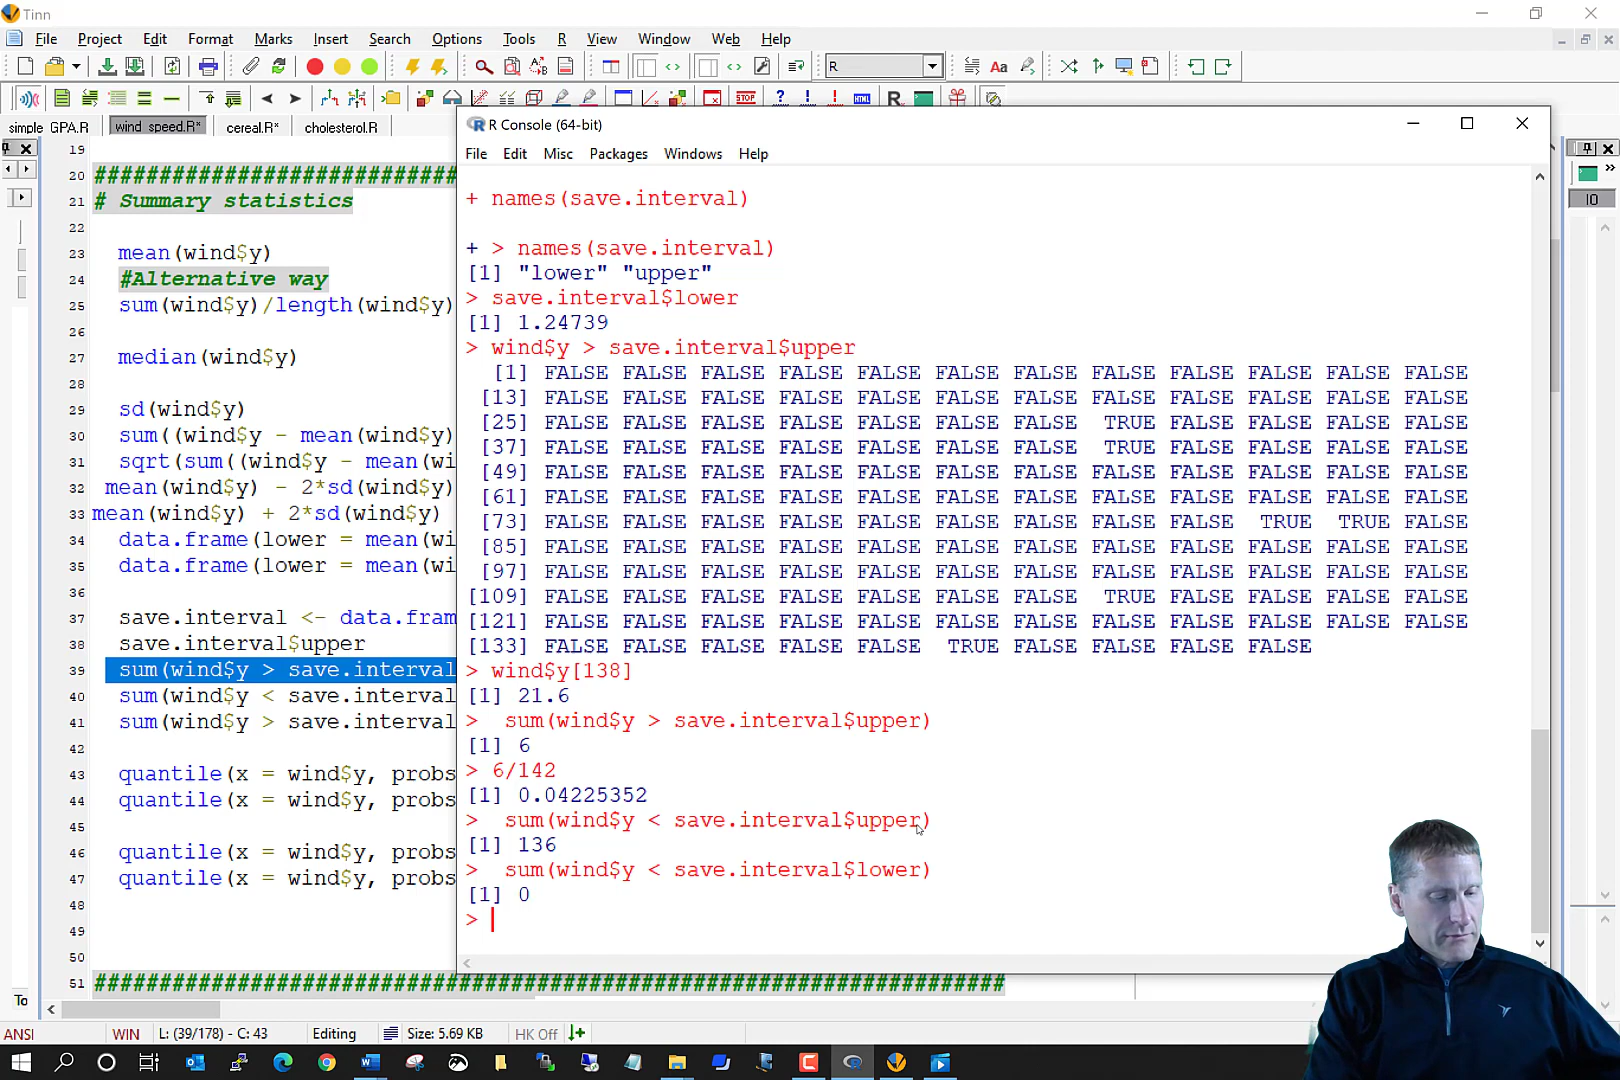 Tinn
File Project Edit Format Marks Insert Search Options Tools R View Window Web Help
R
simple GPA.R wind speed.R* cereal.R* cholesterol.R
19
20 #############################
21 # Summary statistics
22
23 mean(wind$y)
24 #Alternative way
25 sum(wind$y)/length(wind$y)
26
27 median(wind$y)
28
29 sd(wind$y)
30 sum((wind$y - mean(wind$y)
31 sqrt(sum((wind$y - mean(wi
32 mean(wind$y) - 2*sd(wind$y)
33 mean(wind$y) + 2*sd(wind$y)
34 data.frame(lower = mean(wi
35 data.frame(lower = mean(wi
36
37 save.interval <- data.fram
38 save.interval$upper
39 sum(wind$y > save.interval
40 sum(wind$y < save.interval
41 sum(wind$y > save.interval
42
43 quantile(x = wind$y, probs
44 quantile(x = wind$y, probs
45
46 quantile(x = wind$y, probs
47 quantile(x = wind$y, probs
48
49
50
51 ######################################################################
R Console (64-bit)
File Edit Misc Packages Windows Help
+ names(save.interval)
+ > names(save.interval)
[1] "lower" "upper"
> save.interval$lower
[1] 1.24739
> wind$y > save.interval$upper
[1] FALSE FALSE FALSE FALSE FALSE FALSE FALSE FALSE FALSE FALSE FALSE FALSE
[13] FALSE FALSE FALSE FALSE FALSE FALSE FALSE FALSE FALSE FALSE FALSE FALSE
[25] FALSE FALSE FALSE FALSE FALSE FALSE FALSE TRUE FALSE FALSE FALSE FALSE
[37] FALSE FALSE FALSE FALSE FALSE FALSE FALSE TRUE FALSE FALSE FALSE FALSE
[49] FALSE FALSE FALSE FALSE FALSE FALSE FALSE FALSE FALSE FALSE FALSE FALSE
[61] FALSE FALSE FALSE FALSE FALSE FALSE FALSE FALSE FALSE FALSE FALSE FALSE
[73] FALSE FALSE FALSE FALSE FALSE FALSE FALSE FALSE FALSE TRUE TRUE FALSE
[85] FALSE FALSE FALSE FALSE FALSE FALSE FALSE FALSE FALSE FALSE FALSE FALSE
[97] FALSE FALSE FALSE FALSE FALSE FALSE FALSE FALSE FALSE FALSE FALSE FALSE
[109] FALSE FALSE FALSE FALSE FALSE FALSE FALSE TRUE FALSE FALSE FALSE FALSE
[121] FALSE FALSE FALSE FALSE FALSE FALSE FALSE FALSE FALSE FALSE FALSE FALSE
[133] FALSE FALSE FALSE FALSE FALSE TRUE FALSE FALSE FALSE FALSE
> wind$y[138]
[1] 21.6
> sum(wind$y > save.interval$upper)
[1] 6
> 6/142
[1] 0.04225352
> sum(wind$y < save.interval$upper)
[1] 136
> sum(wind$y < save.interval$lower)
[1] 0
>
IO
To
ANSI WIN L: (39/178) - C: 43 Editing Size: 5.69 KB HK Off